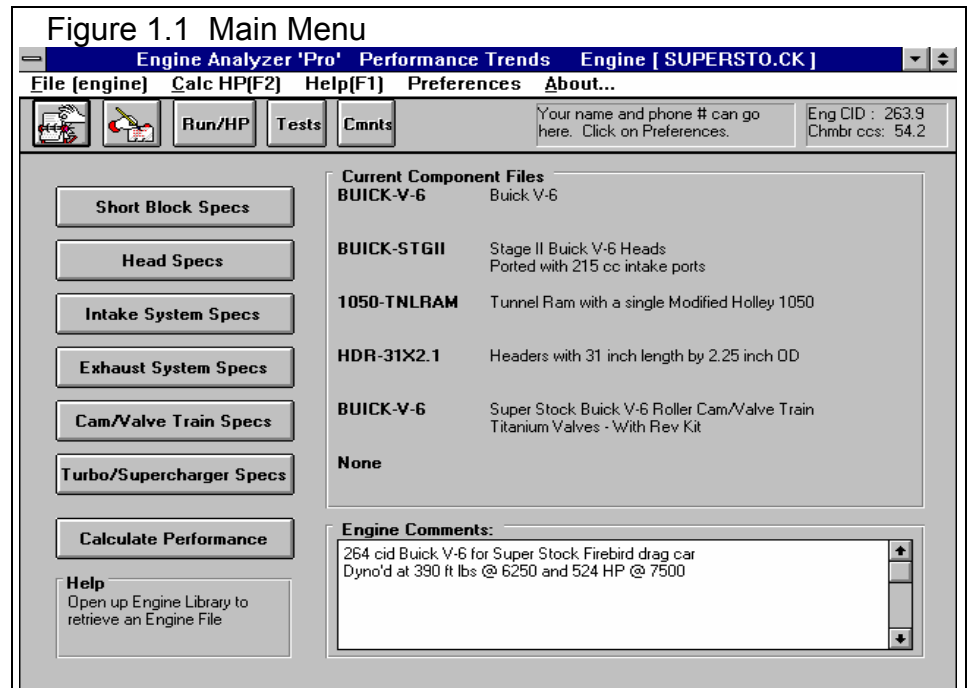 Figure 1.1 Main Menu
Engine Analyzer 'Pro' Performance Trends Engine [ SUPERSTO.CK ]
File (engine) Calc HP(F2) Help(F1) Preferences About...
Run/HP Tests Cmnts
Your name and phone # can go
here. Click on Preferences.
Eng CID : 263.9
Chmbr ccs: 54.2
Short Block Specs
Head Specs
Intake System Specs
Exhaust System Specs
Cam/Valve Train Specs
Turbo/Supercharger Specs
Calculate Performance
Help
Open up Engine Library to
retrieve an Engine File
Current Component Files
BUICK-V-6 Buick V-6
BUICK-STGII Stage II Buick V-6 Heads
Ported with 215 cc intake ports
1050-TNLRAM Tunnel Ram with a single Modified Holley 1050
HDR-31X2.1 Headers with 31 inch length by 2.25 inch OD
BUICK-V-6 Super Stock Buick V-6 Roller Cam/Valve Train
Titanium Valves - With Rev Kit
None
Engine Comments:
264 cid Buick V-6 for Super Stock Firebird drag car
Dyno'd at 390 ft lbs @ 6250 and 524 HP @ 7500